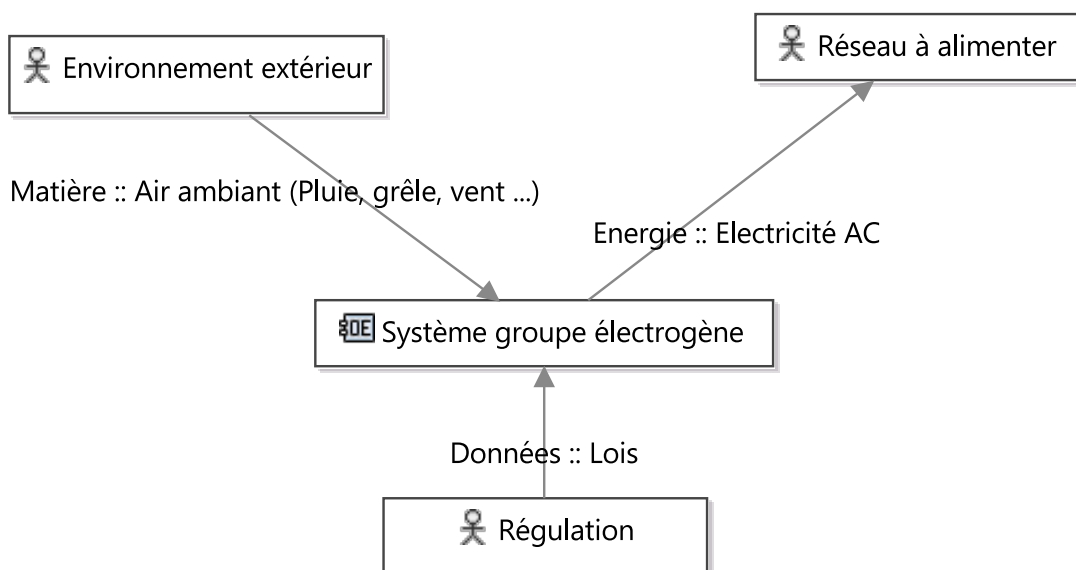 Environnement extérieur
Réseau à alimenter
Matière :: Air ambiant (Pluie, grêle, vent ...)
Energie :: Electricité AC
OE Système groupe électrogène
Données :: Lois
Régulation